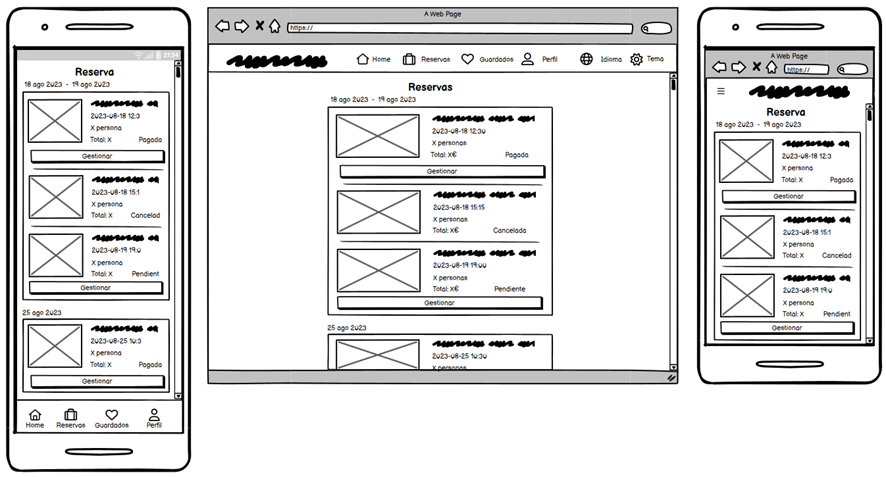 21:34
Reserva
18 ago 2023 - 19 ago 2023
2023-08-18 12:3
X persona
Total: X Pagada
Gestionar
2023-08-18 15:1
X persona
Total: X Cancelad
2023-08-19 19:0
X persona
Total: X Pendient
Gestionar
25 ago 2023
2023-08-25 10:3
X persona
Total: X Pagada
Gestionar
Home Reservas Guardados Perfil
A Web Page
https://
Home Reservas Guardados Perfil Idioma Tema
Reservas
18 ago 2023 - 19 ago 2023
2023-08-18 12:30
X personas
Total: X€ Pagada
Gestionar
2023-08-18 15:15
X personas
Total: X€ Cancelada
2023-08-19 19:00
X personas
Total: X€ Pendiente
Gestionar
25 ago 2023
2023-08-25 10:30
X personas
A Web Page
https://
Reserva
18 ago 2023 - 19 ago 2023
2023-08-18 12:3
X persona
Total: X Pagada
Gestionar
2023-08-18 15:1
X persona
Total: X Cancelad
2023-08-19 19:0
X persona
Total: X Pendient
Gestionar